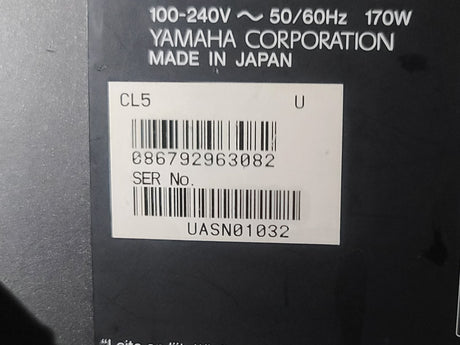 100-240V ～ 50/60Hz 170W
YAMAHA CORPORATION
MADE IN JAPAN
CL5 U
086792963082
SER No.
UASN01032